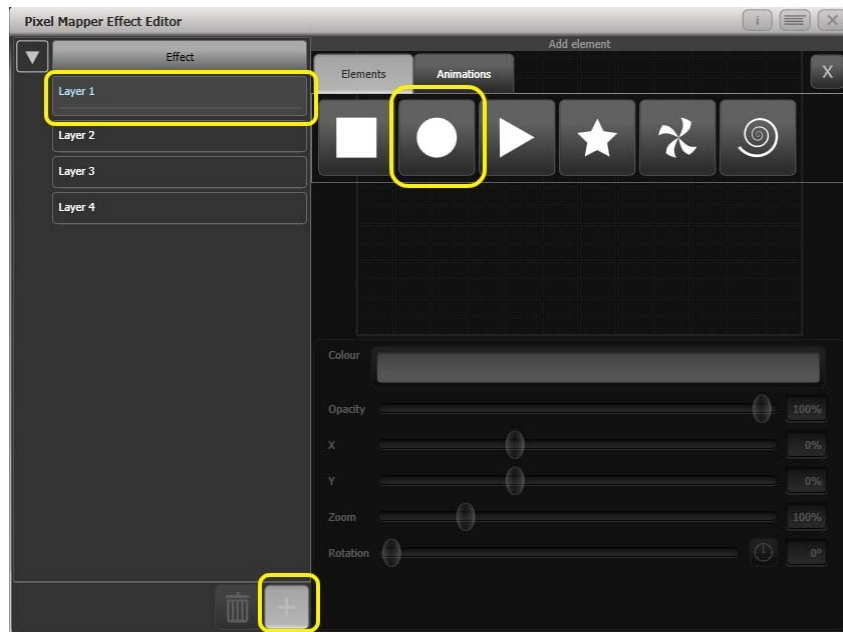 Pixel Mapper Effect Editor
i
X
Effect
Add element
Elements
Animations
X
Layer 1
Layer 2
Layer 3
Layer 4
Colour
Opacity 100%
X 0%
Y 0%
Zoom 100%
Rotation 0°